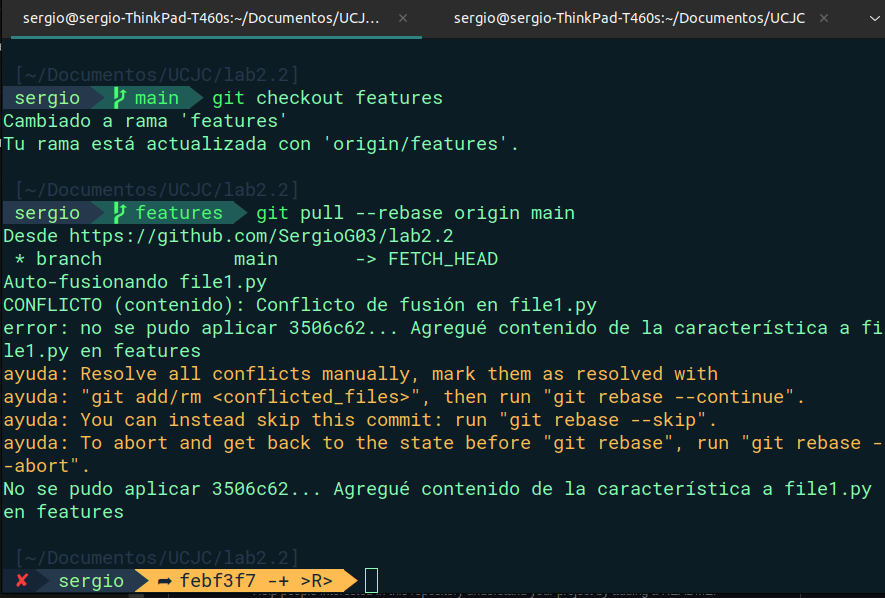 sergio@sergio-ThinkPad-T460s:~/Documentos/UCJ... × sergio@sergio-ThinkPad-T460s:~/Documentos/UCJC ×
[~/Documentos/UCJC/lab2.2]
sergio main git checkout features
Cambiado a rama 'features'
Tu rama está actualizada con 'origin/features'.
[~/Documentos/UCJC/lab2.2]
sergio features git pull --rebase origin main
Desde https://github.com/SergioG03/lab2.2
* branch main -> FETCH_HEAD
Auto-fusionando file1.py
CONFLICTO (contenido): Conflicto de fusión en file1.py
error: no se pudo aplicar 3506c62... Agregué contenido de la característica a fi
le1.py en features
ayuda: Resolve all conflicts manually, mark them as resolved with
ayuda: "git add/rm <conflicted_files>", then run "git rebase --continue".
ayuda: You can instead skip this commit: run "git rebase --skip".
ayuda: To abort and get back to the state before "git rebase", run "git rebase -
-abort".
No se pudo aplicar 3506c62... Agregué contenido de la característica a file1.py
en features
[~/Documentos/UCJC/lab2.2]
✘ sergio ➦ febf3f7 -+ >R>